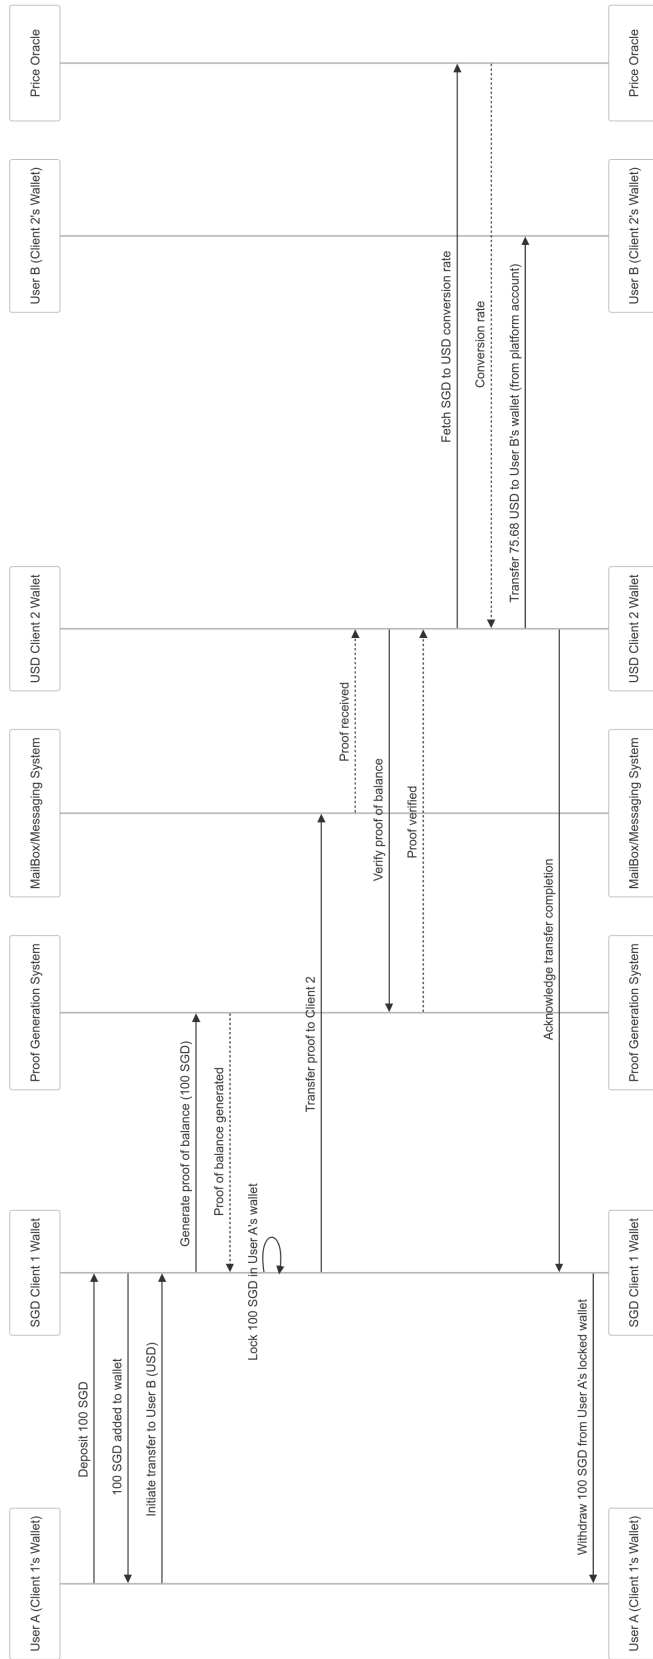 User A (Client 1's Wallet)
SGD Client 1 Wallet
Proof Generation System
MailBox/Messaging System
USD Client 2 Wallet
User B (Client 2's Wallet)
Price Oracle
Deposit 100 SGD
100 SGD added to wallet
Initiate transfer to User B (USD)
Generate proof of balance (100 SGD)
Proof of balance generated
Lock 100 SGD in User A's wallet
Transfer proof to Client 2
Proof received
Verify proof of balance
Proof verified
Fetch SGD to USD conversion rate
Conversion rate
Transfer 75.68 USD to User B's wallet (from platform account)
Acknowledge transfer completion
Withdraw 100 SGD from User A's locked wallet
User A (Client 1's Wallet)
SGD Client 1 Wallet
Proof Generation System
MailBox/Messaging System
USD Client 2 Wallet
User B (Client 2's Wallet)
Price Oracle